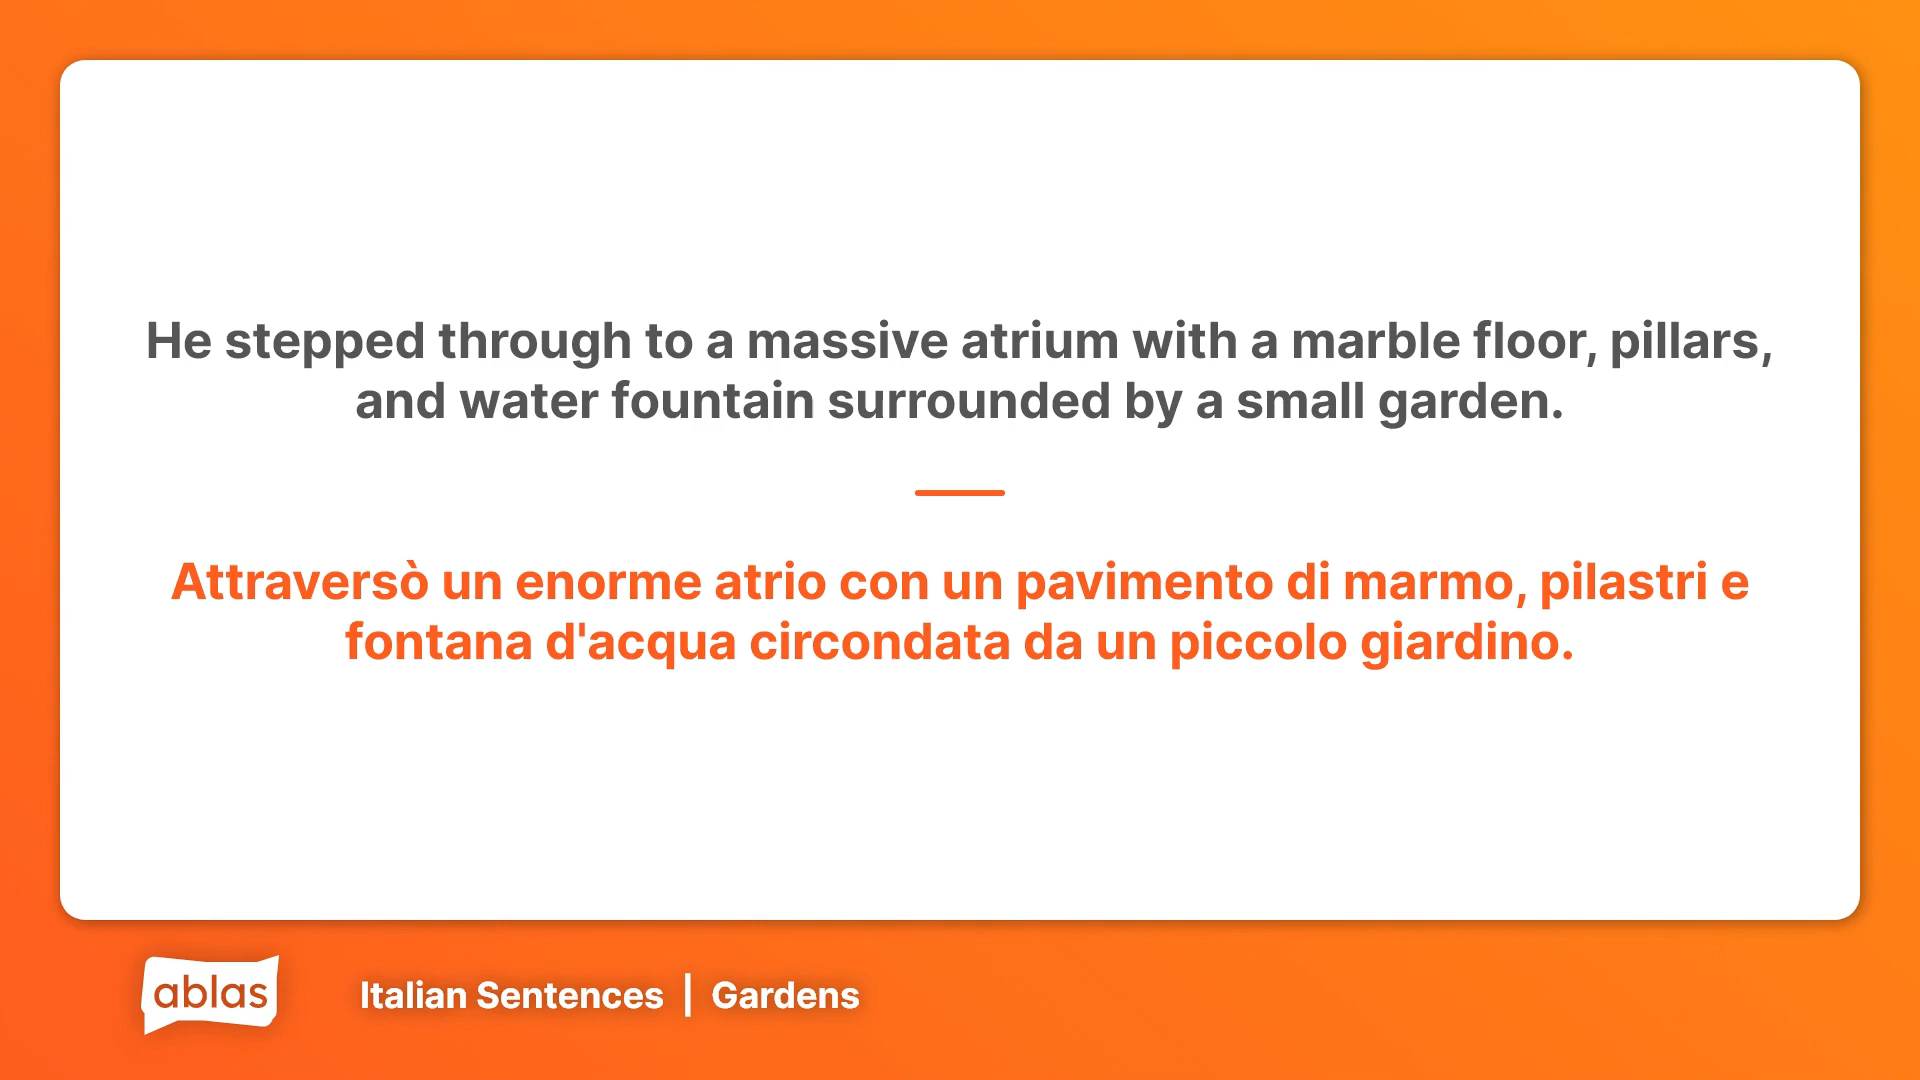 He stepped through to a massive atrium with a marble floor, pillars,
and water fountain surrounded by a small garden.
Attraversò un enorme atrio con un pavimento di marmo, pilastri e
fontana d'acqua circondata da un piccolo giardino.
ablas
Italian Sentences | Gardens